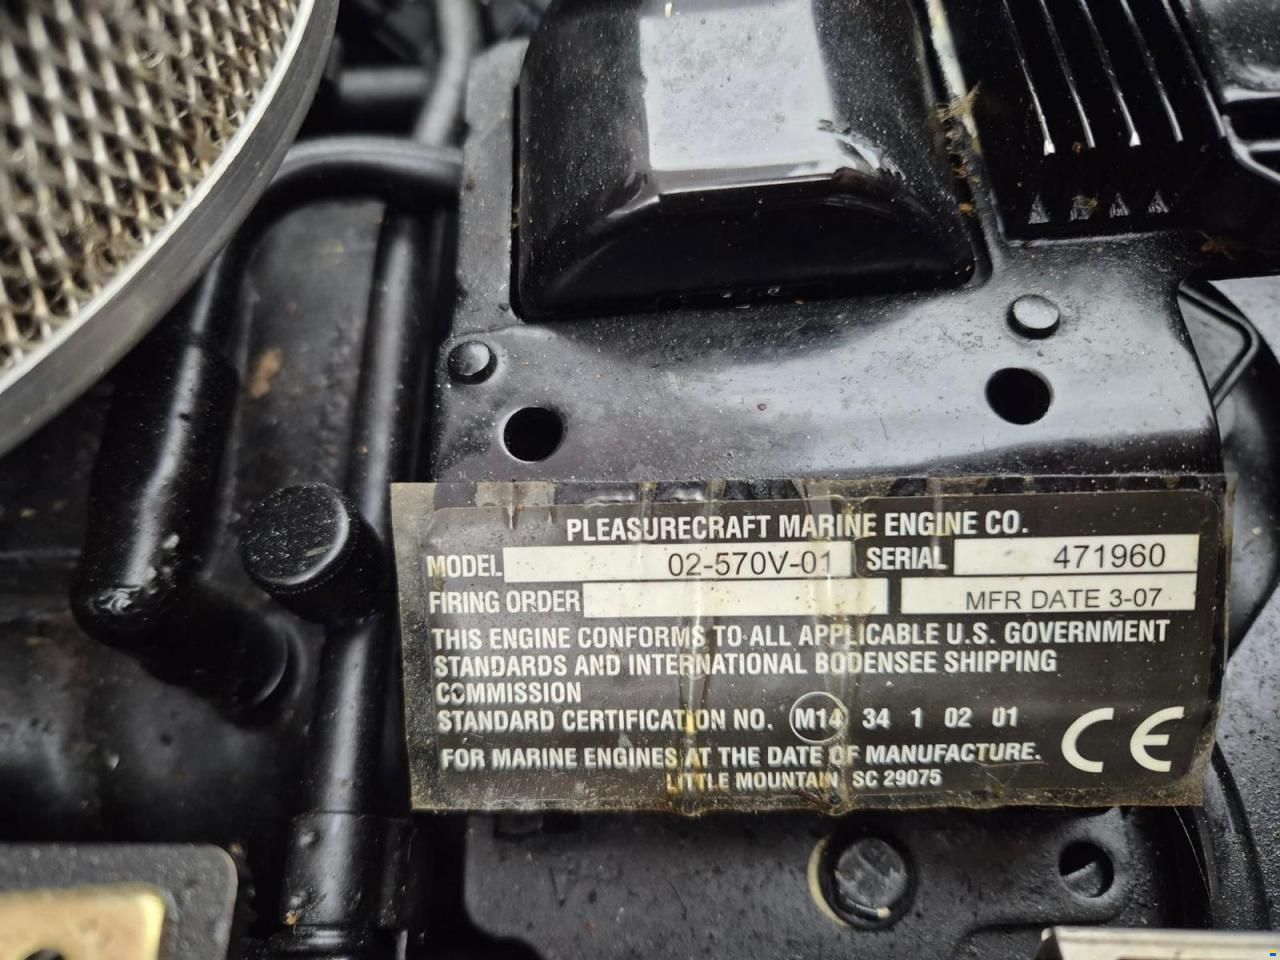 PLEASURECRAFT MARINE ENGINE CO.
MODEL 02-570V-01 SERIAL 471960
FIRING ORDER MFR DATE 3-07
THIS ENGINE CONFORMS TO ALL APPLICABLE U.S. GOVERNMENT
STANDARDS AND INTERNATIONAL BODENSEE SHIPPING
COMMISSION
STANDARD CERTIFICATION NO. M14 34 1 02 01
FOR MARINE ENGINES AT THE DATE OF MANUFACTURE.
LITTLE MOUNTAIN SC 29075
CE